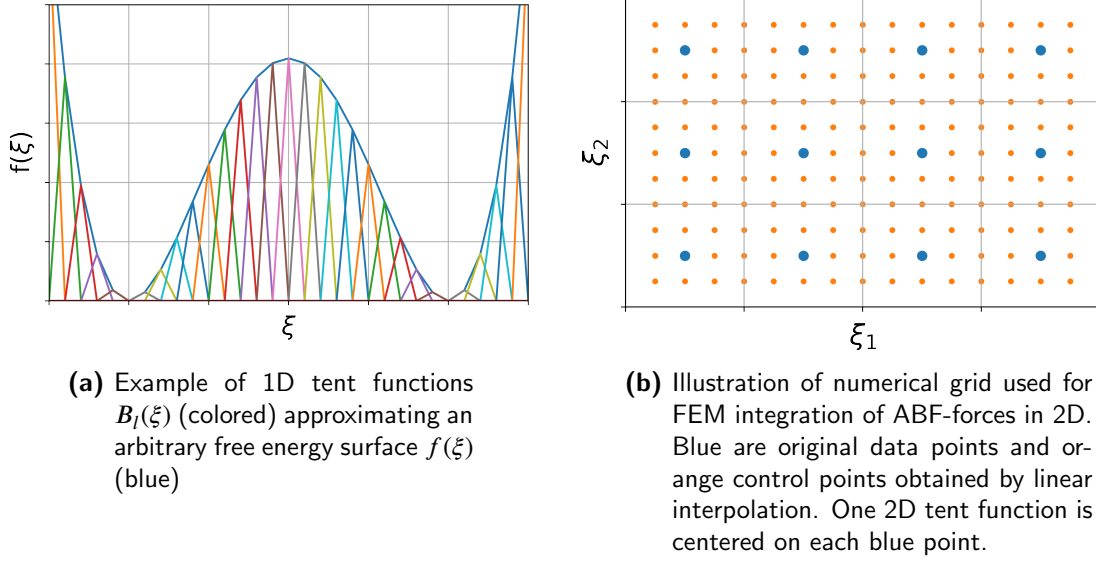 f(ξ)
ξ
ξ₂
ξ₁
(a) Example of 1D tent functions
Bₗ(ξ) (colored) approximating an
arbitrary free energy surface f(ξ)
(blue)
(b) Illustration of numerical grid used for
FEM integration of ABF-forces in 2D.
Blue are original data points and or-
ange control points obtained by linear
interpolation. One 2D tent function is
centered on each blue point.